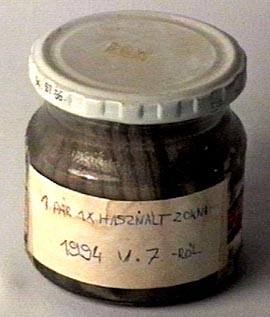 1 PÁR 1X HASZNÁLT ZOKNI
1994 V. 7 -RŐL